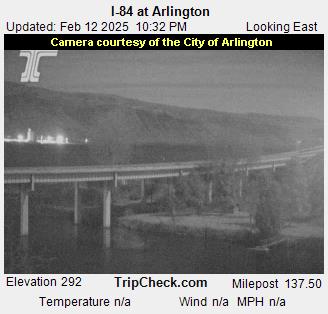 I-84 at Arlington
Updated: Feb 12 2025 10:32 PM Looking East
Camera courtesy of the City of Arlington
Elevation 292 TripCheck.com Milepost 137.50
Temperature n/a Wind n/a MPH n/a